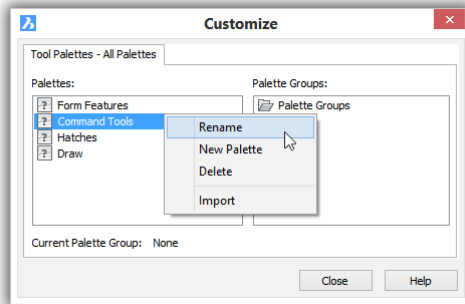 Customize
Tool Palettes - All Palettes
Palettes:
Palette Groups:
Form Features
Command Tools
Hatches
Draw
Palette Groups
Rename
New Palette
Delete
Import
Current Palette Group: None
Close
Help